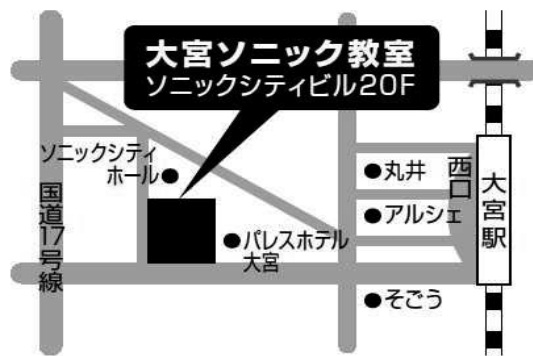 大宮ソニック教室
ソニックシティビル20F
ソニックシティ
ホール
国道17号線
パレスホテル
大宮
丸井
アルシェ
そごう
西口
大宮駅